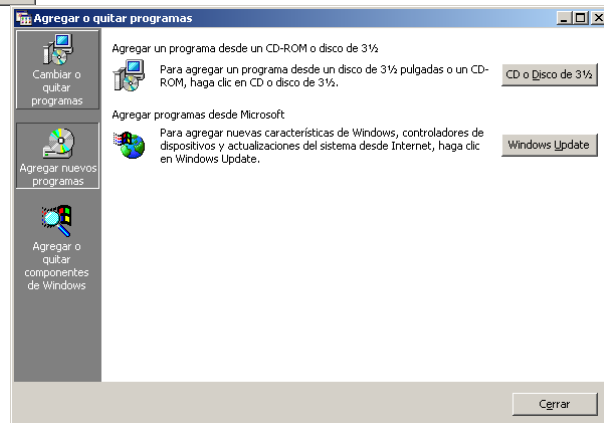 Agregar o quitar programas
Cambiar o
quitar
programas
Agregar nuevos
programas
Agregar o
quitar
componentes
de Windows
Agregar un programa desde un CD-ROM o disco de 3½
Para agregar un programa desde un disco de 3½ pulgadas o un CD-
ROM, haga clic en CD o disco de 3½.
CD o Disco de 3½
Agregar programas desde Microsoft
Para agregar nuevas características de Windows, controladores de
dispositivos y actualizaciones del sistema desde Internet, haga clic
en Windows Update.
Windows Update
Cerrar